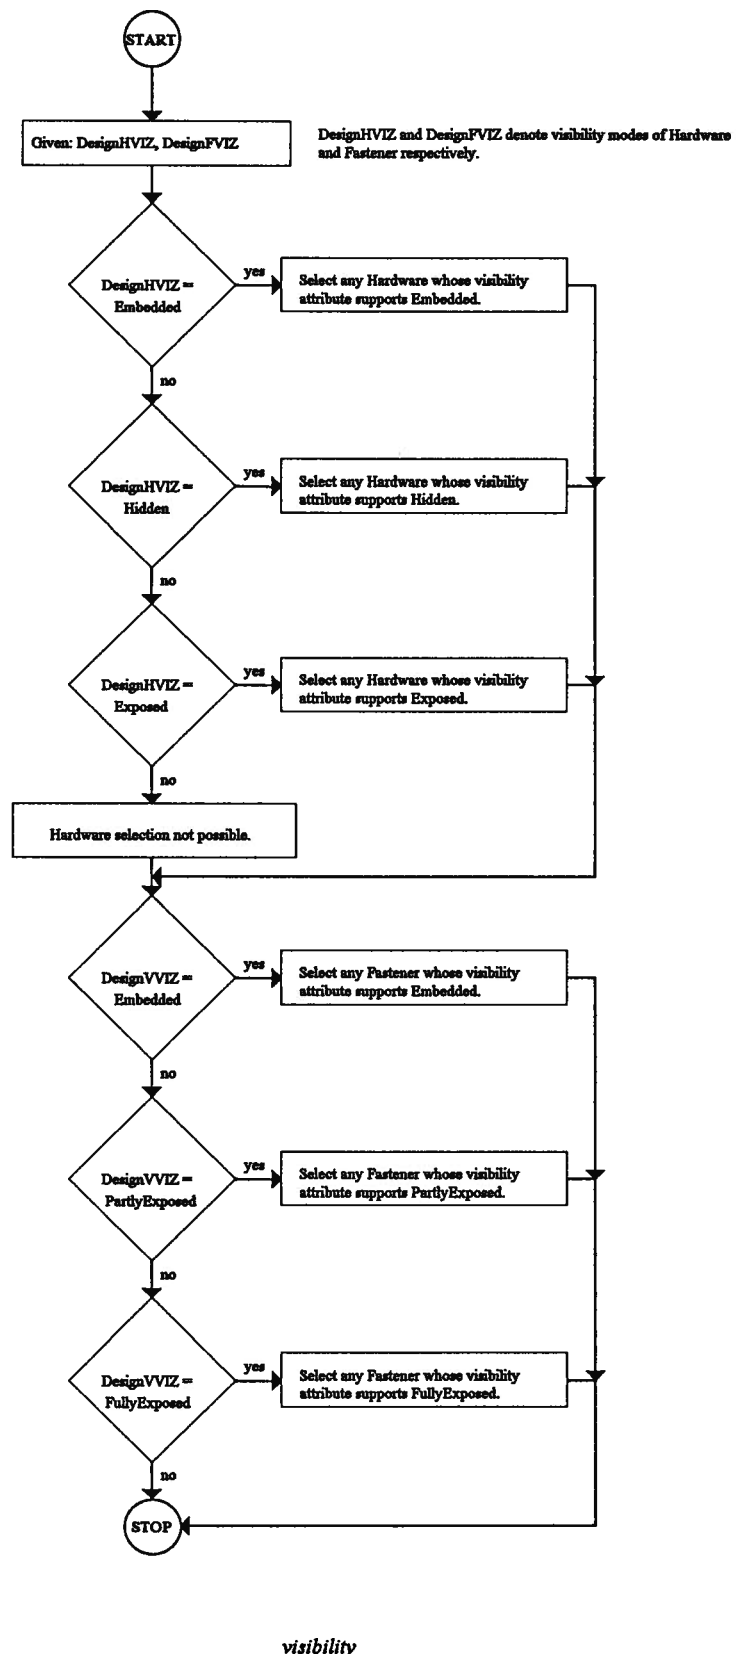 START
Given: DesignHVIZ, DesignFVIZ
DesignHVIZ and DesignFVIZ denote visibility modes of Hardware
and Fastener respectively.
DesignHVIZ =
Embedded
yes
Select any Hardware whose visibility
attribute supports Embedded.
no
DesignHVIZ =
Hidden
yes
Select any Hardware whose visibility
attribute supports Hidden.
no
DesignHVIZ =
Exposed
yes
Select any Hardware whose visibility
attribute supports Exposed.
no
Hardware selection not possible.
DesignVVIZ =
Embedded
yes
Select any Fastener whose visibility
attribute supports Embedded.
no
DesignVVIZ =
PartlyExposed
yes
Select any Fastener whose visibility
attribute supports PartlyExposed.
no
DesignVVIZ =
FullyExposed
yes
Select any Fastener whose visibility
attribute supports FullyExposed.
no
STOP
visibility